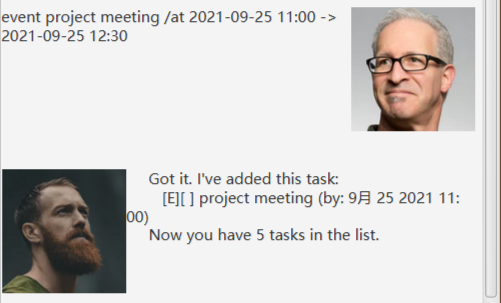 event project meeting /at 2021-09-25 11:00 ->
2021-09-25 12:30
Got it. I've added this task:
[E][ ] project meeting (by: 9月 25 2021 11:
00)
Now you have 5 tasks in the list.